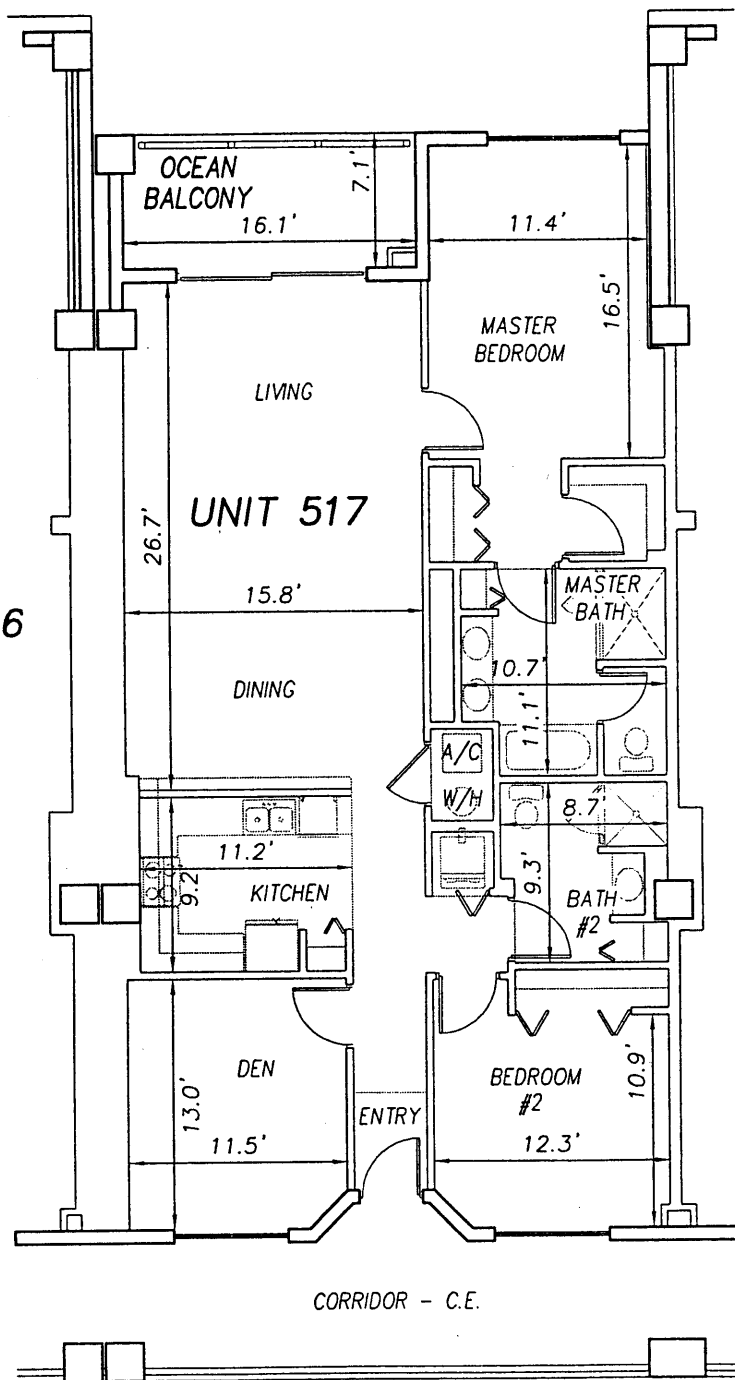 OCEAN
BALCONY
7.1'
16.1'
11.4'
16.5'
MASTER
BEDROOM
LIVING
UNIT 517
26.7'
15.8'
6
MASTER
BATH
10.7'
11.1'
DINING
A/C
W/H
8.7'
9.3'
11.2'
9.2'
KITCHEN
BATH
#2
DEN
13.0'
11.5'
ENTRY
BEDROOM
#2
10.9'
12.3'
CORRIDOR - C.E.